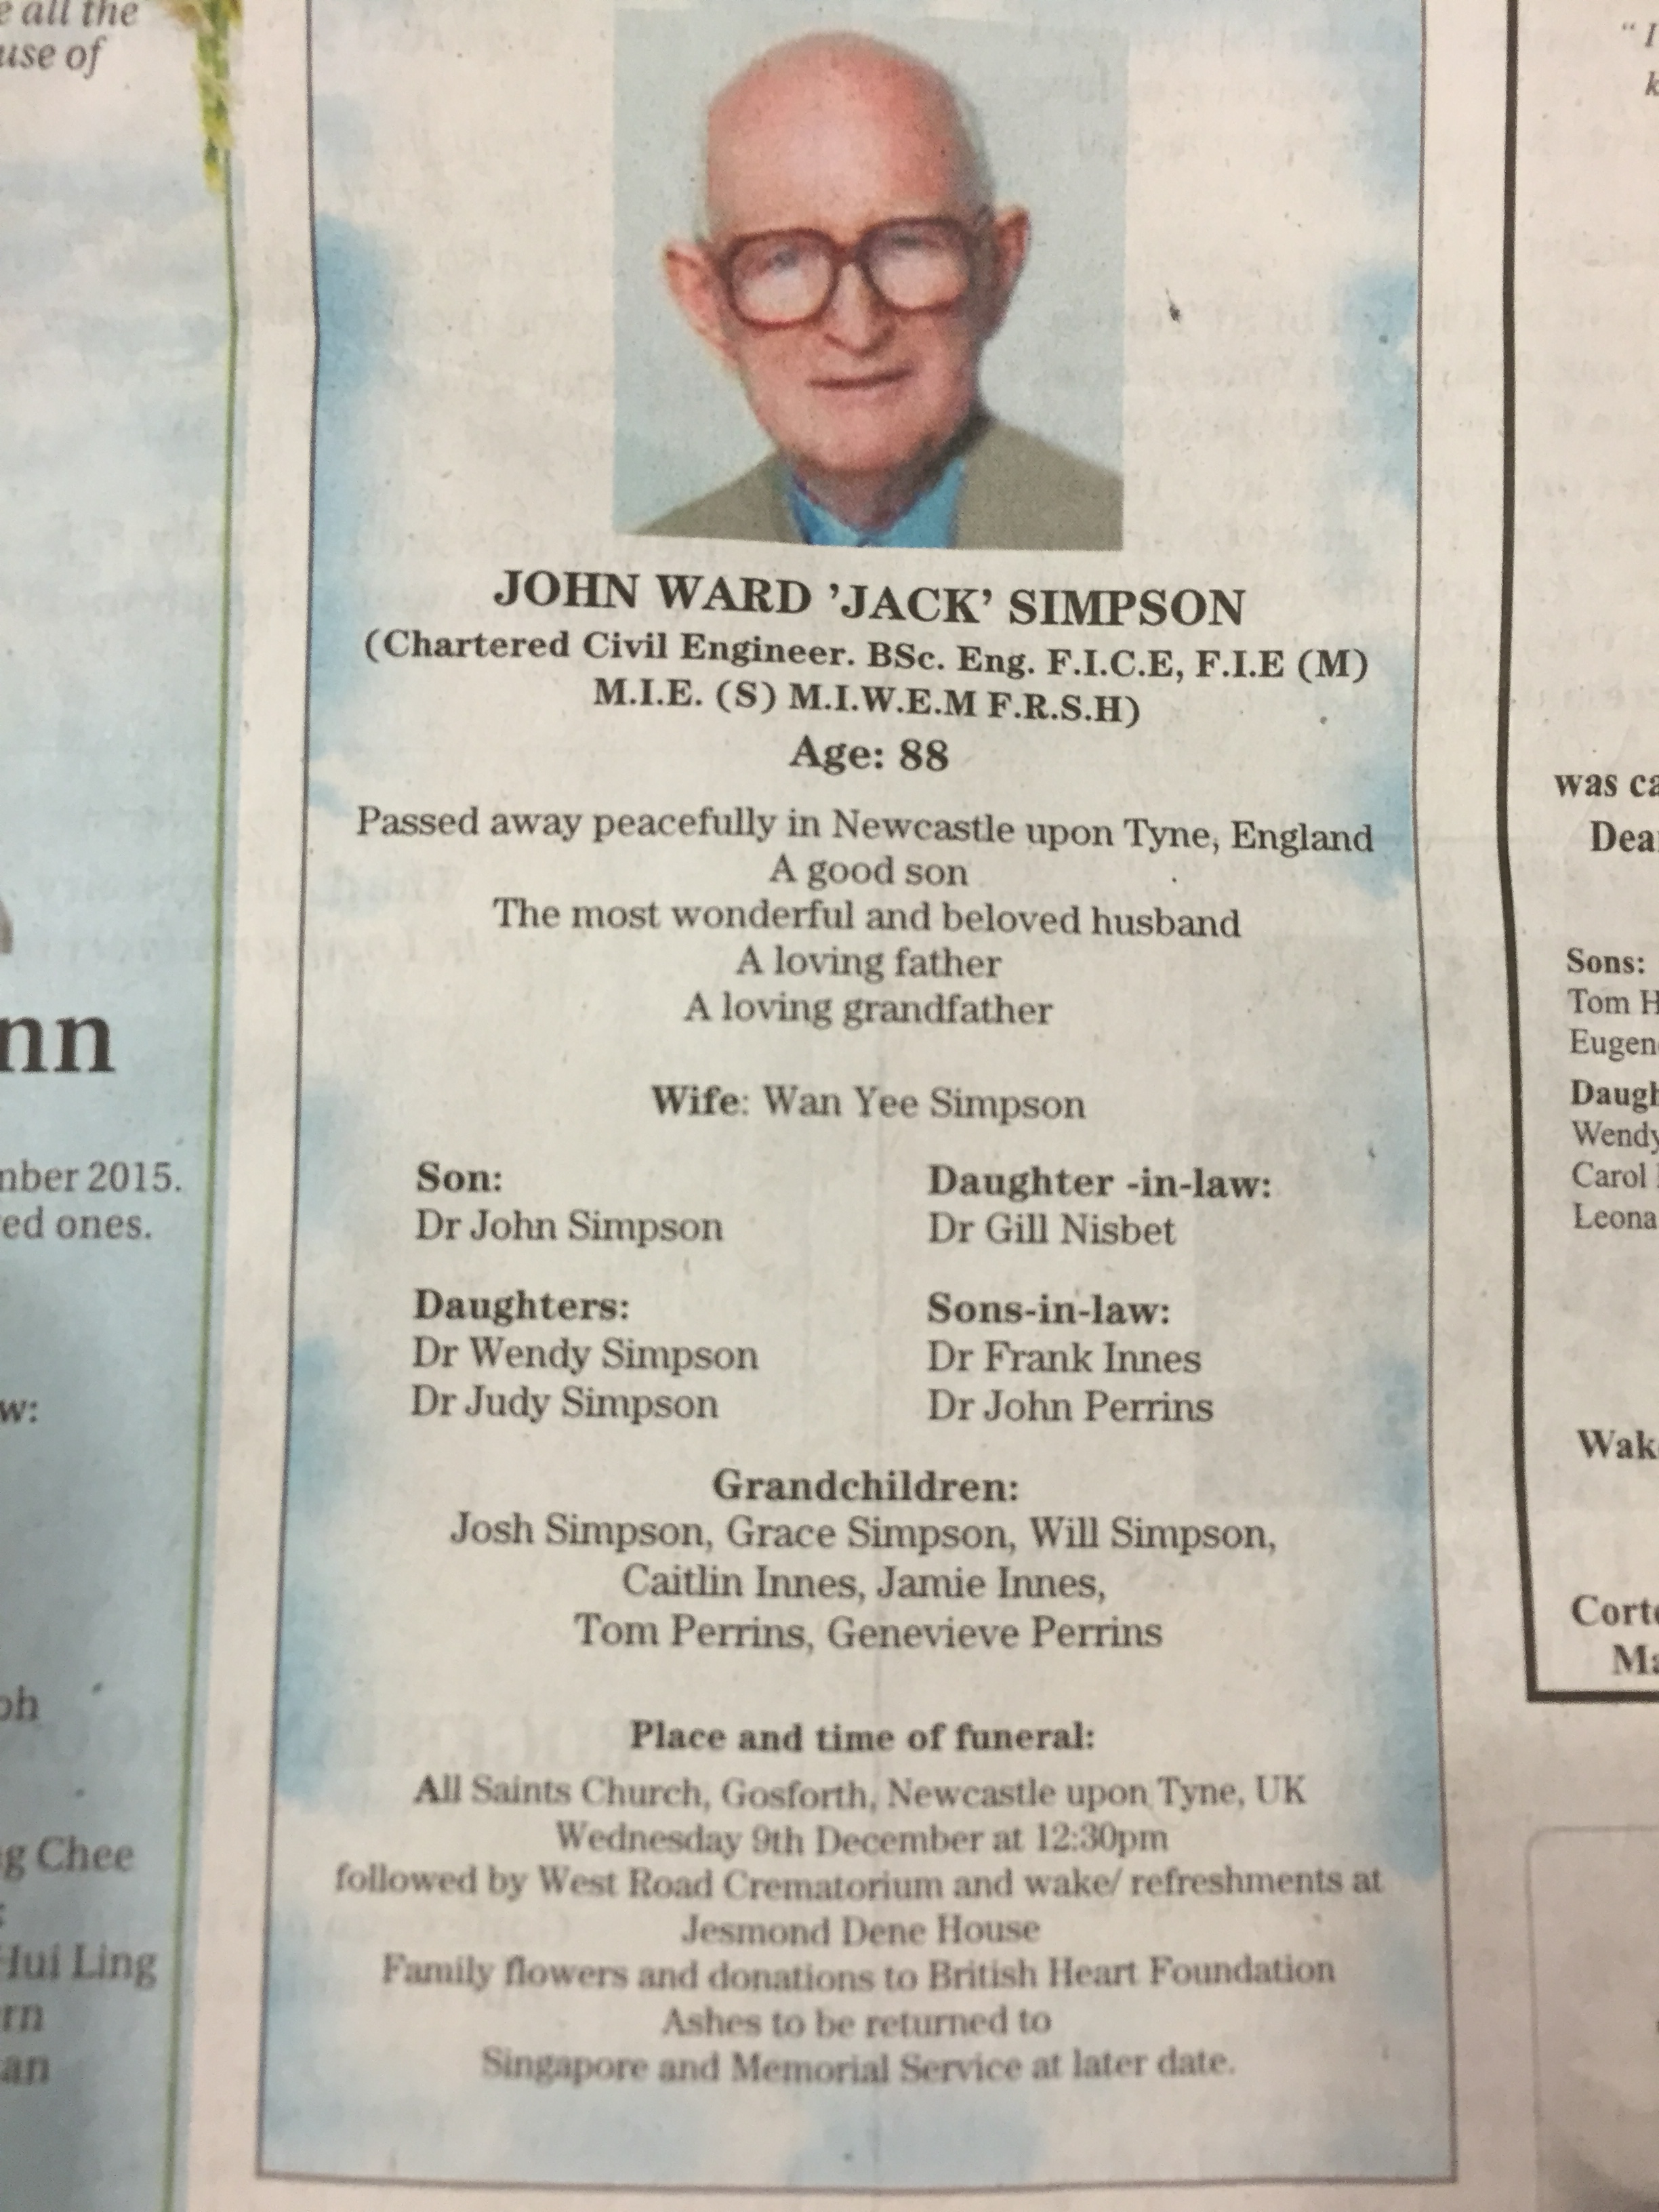 e all the
use of
nn
2015.
ed ones.
w:
g Chee
Hui Ling
JOHN WARD 'JACK' SIMPSON
(Chartered Civil Engineer. BSc. Eng. F.I.C.E, F.I.E (M)
M.I.E. (S) M.I.W.E.M F.R.S.H)
Age: 88
Passed away peacefully in Newcastle upon Tyne, England
A good son
The most wonderful and beloved husband
A loving father
A loving grandfather
Wife: Wan Yee Simpson
Son:
Dr John Simpson
Daughter -in-law:
Dr Gill Nisbet
Daughters:
Dr Wendy Simpson
Dr Judy Simpson
Sons-in-law:
Dr Frank Innes
Dr John Perrins
Grandchildren:
Josh Simpson, Grace Simpson, Will Simpson,
Caitlin Innes, Jamie Innes,
Tom Perrins, Genevieve Perrins
Place and time of funeral:
All Saints Church, Gosforth, Newcastle upon Tyne, UK
Wednesday 9th December at 12:30pm
followed by West Road Crematorium and wake/ refreshments at
Jesmond Dene House
Family flowers and donations to British Heart Foundation
Ashes to be returned to
Singapore and Memorial Service at later date.
"I
was ca
Dea
Sons:
Tom H
Eugen
Daugh
Wendy
Carol
Leona
Wak
Cort
Ma